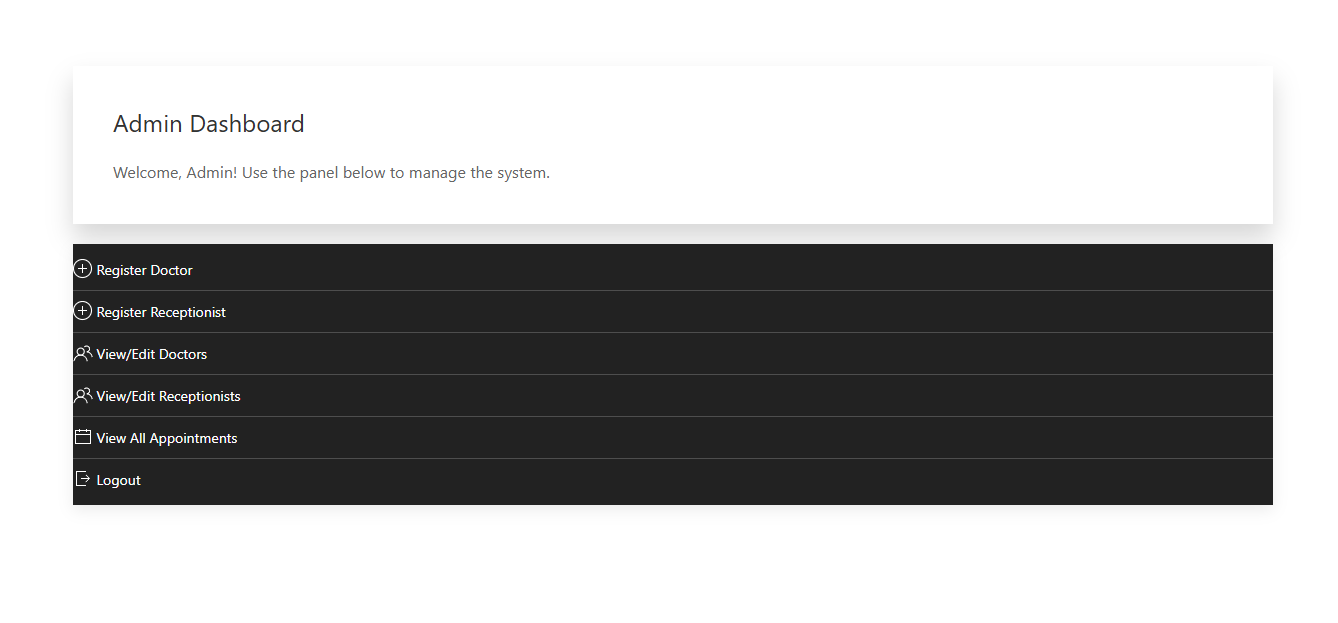 Admin Dashboard
Welcome, Admin! Use the panel below to manage the system.
Register Doctor
Register Receptionist
View/Edit Doctors
View/Edit Receptionists
View All Appointments
Logout